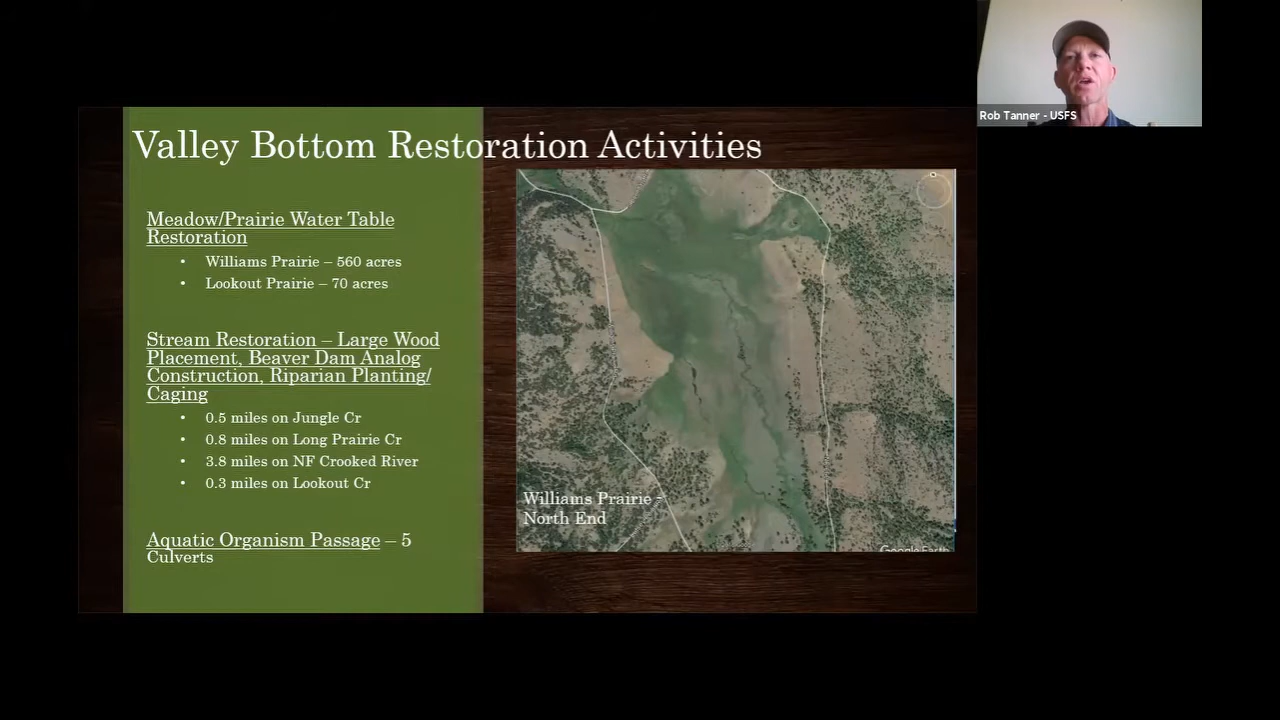 Rob Tanner - USFS
Valley Bottom Restoration Activities
Meadow/Prairie Water Table
Restoration
• Williams Prairie – 560 acres
• Lookout Prairie – 70 acres
Stream Restoration – Large Wood
Placement, Beaver Dam Analog
Construction, Riparian Planting/
Caging
• 0.5 miles on Jungle Cr
• 0.8 miles on Long Prairie Cr
• 3.8 miles on NF Crooked River
• 0.3 miles on Lookout Cr
Aquatic Organism Passage – 5
Culverts
Williams Prairie -
North End
Google Earth